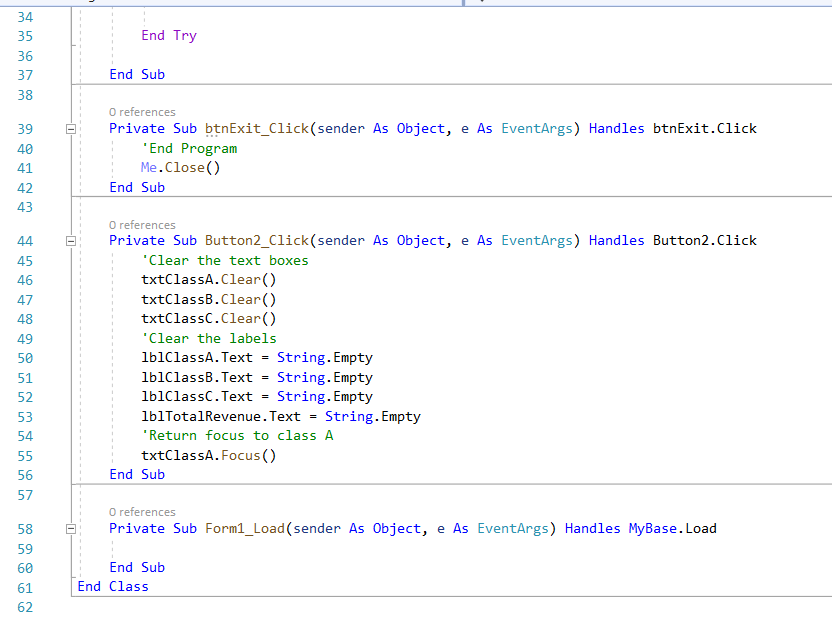 34
35 End Try
36
37 End Sub
38
0 references
39 Private Sub btnExit_Click(sender As Object, e As EventArgs) Handles btnExit.Click
40 'End Program
41 Me.Close()
42 End Sub
43
0 references
44 Private Sub Button2_Click(sender As Object, e As EventArgs) Handles Button2.Click
45 'Clear the text boxes
46 txtClassA.Clear()
47 txtClassB.Clear()
48 txtClassC.Clear()
49 'Clear the labels
50 lblClassA.Text = String.Empty
51 lblClassB.Text = String.Empty
52 lblClassC.Text = String.Empty
53 lblTotalRevenue.Text = String.Empty
54 'Return focus to class A
55 txtClassA.Focus()
56 End Sub
57
0 references
58 Private Sub Form1_Load(sender As Object, e As EventArgs) Handles MyBase.Load
59
60 End Sub
61 End Class
62